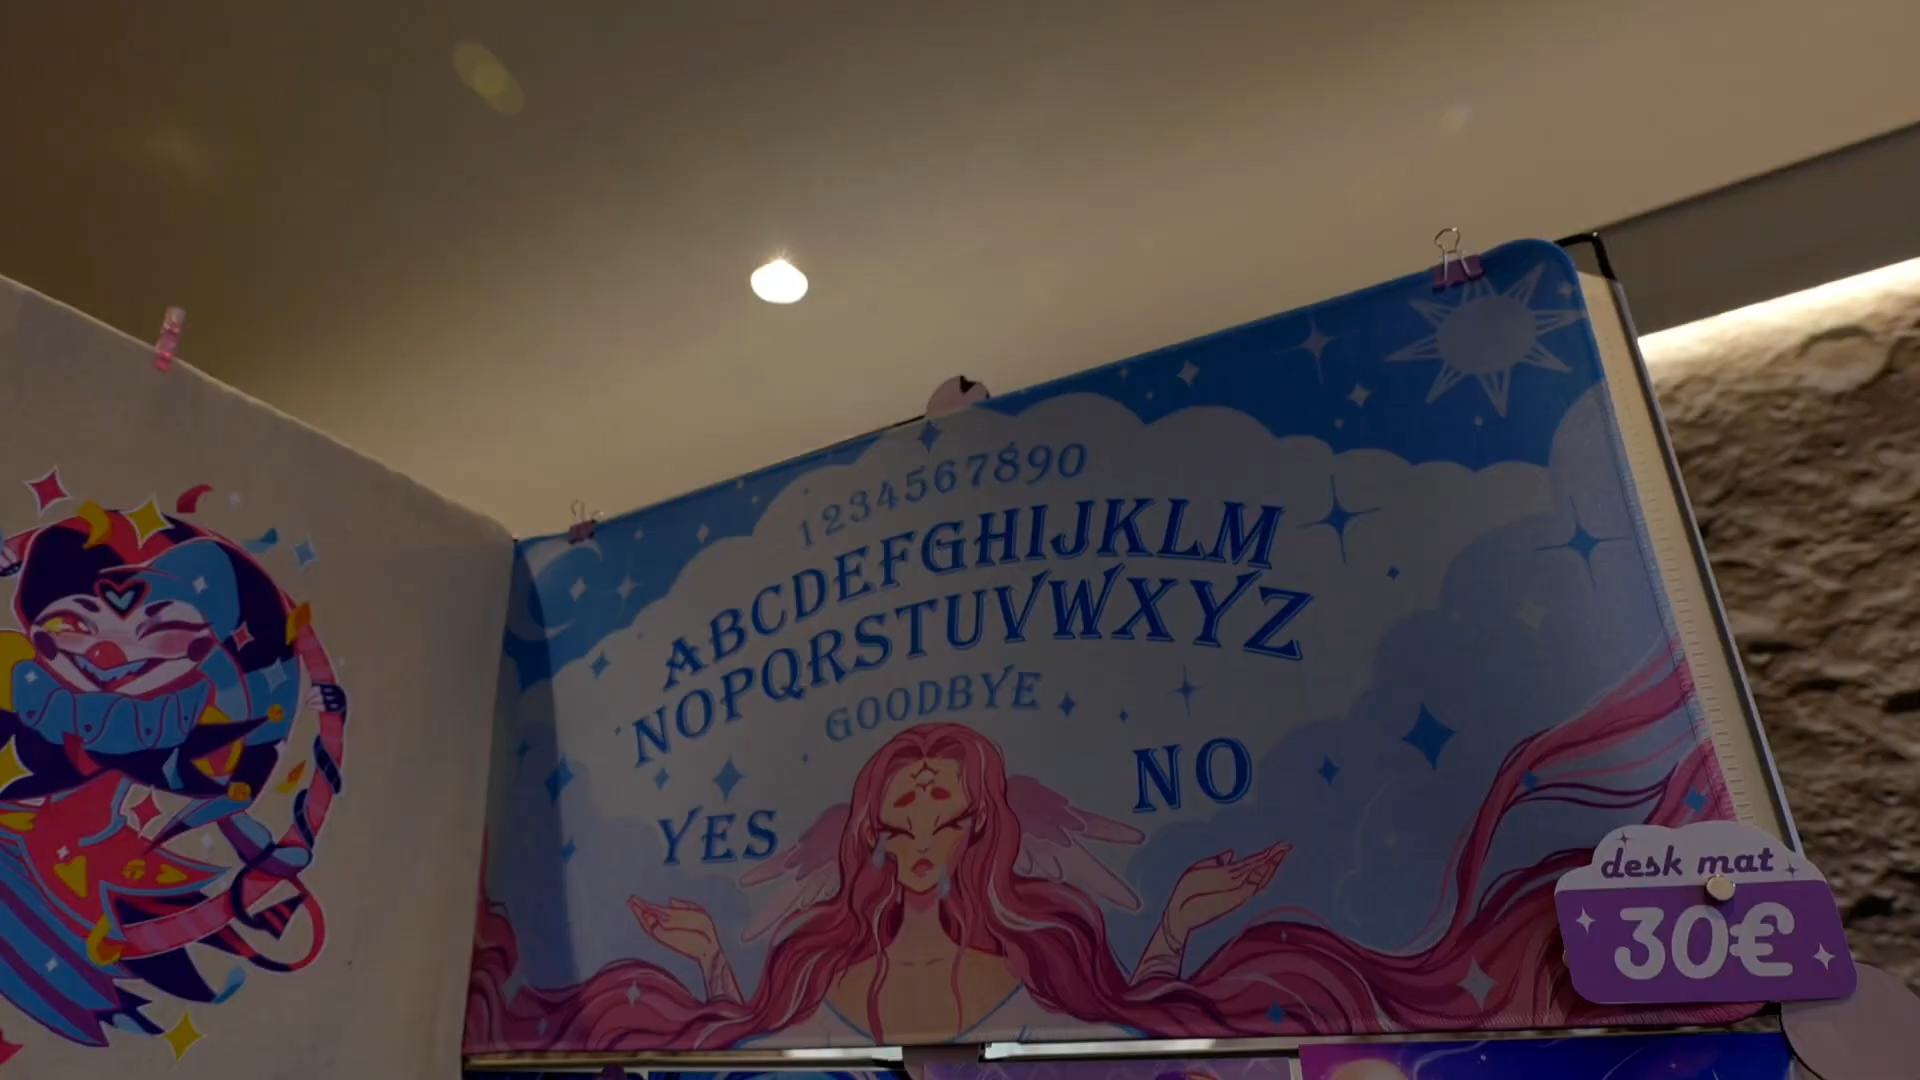 1234567890
ABCDEFGHIJKLM
NOPQRSTUVWXYZ
GOODBYE
YES
NO
desk mat
30€